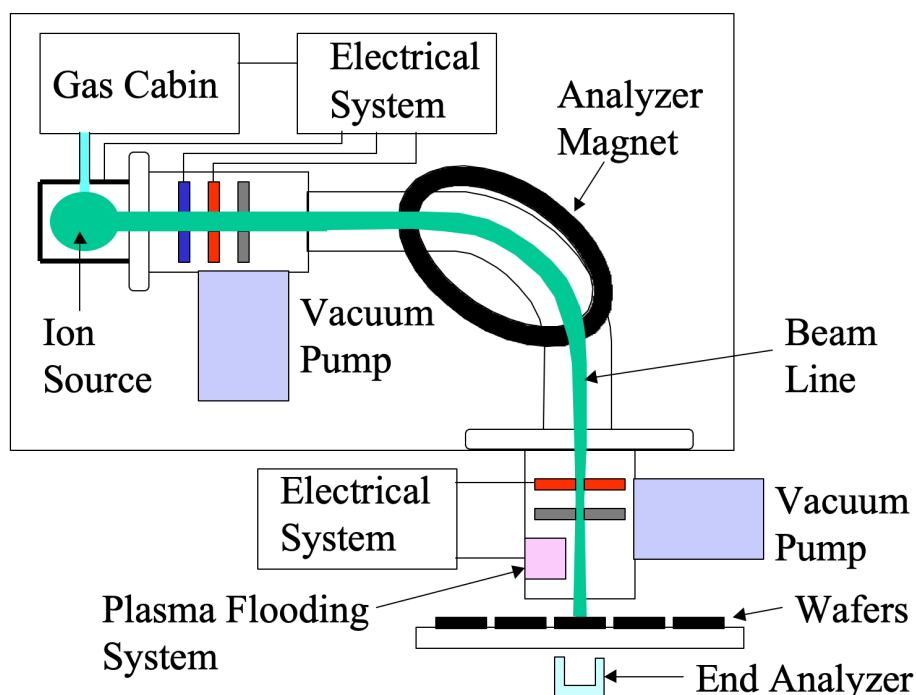 Gas Cabin
Electrical
System
Analyzer
Magnet
Ion
Source
Vacuum
Pump
Beam
Line
Electrical
System
Vacuum
Pump
Plasma Flooding
System
Wafers
End Analyzer